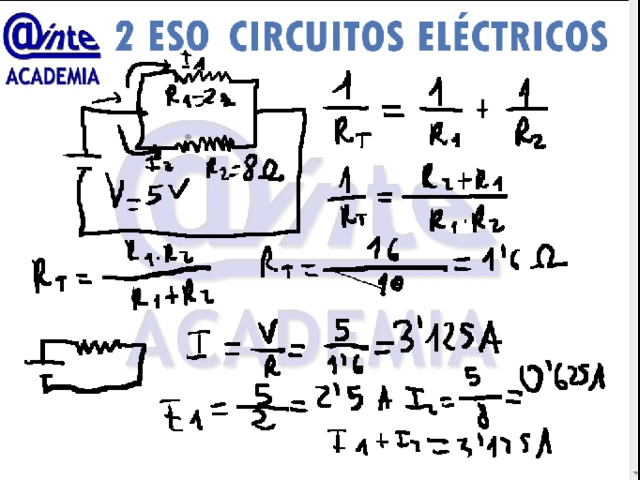 @inte
ACADEMIA
2 ESO CIRCUITOS ELÉCTRICOS
I1
R1=2Ω
I2
R2=8Ω
V=5V
1/RT = 1/R1 + 1/R2
1/RT = R2+R1/R1·R2
RT = R1·R2/R1+R2
RT = 16/10 = 1'6 Ω
I = V/R = 5/1'6 = 3'125A
I1 = 5/2 = 2'5 A
I2 = 5/8 = 0'625A
I1+I2=3'125A
@inte
ACADEMIA